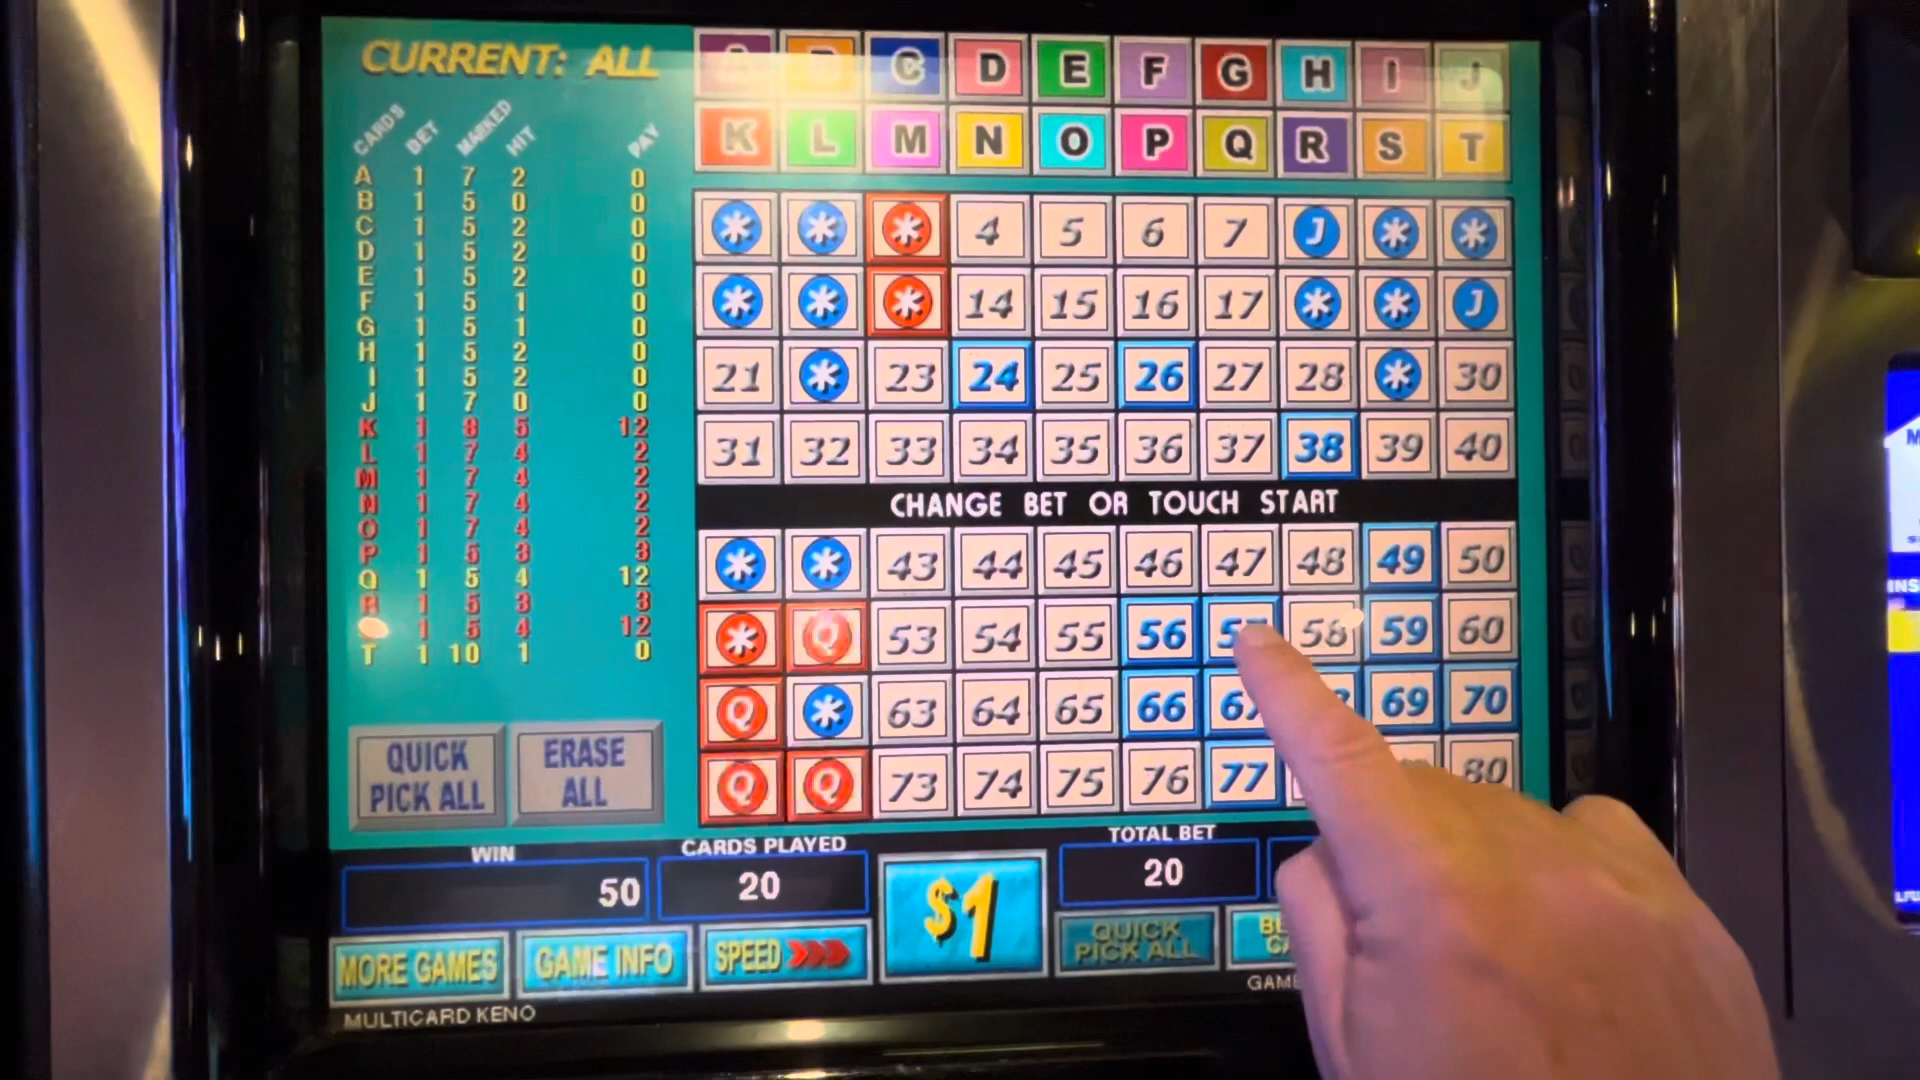 CURRENT: ALL
C D E F G H I J
K L M N O P Q R S T
CARDS BET MARKED HIT PAY
A 1 7 2 0
B 1 5 0 0
C 1 5 2 0
D 1 5 2 0
E 1 5 2 0
F 1 5 1 0
G 1 5 1 0
H 1 5 2 0
I 1 5 2 0
J 1 7 0 0
K 1 8 5 12
L 1 7 4 2
M 1 7 4 2
N 1 7 4 2
O 1 7 4 2
P 1 5 3 3
Q 1 5 4 12
R 1 5 3 3
1 5 4 12
T 1 10 1 0
* * * 4 5 6 7 J * *
* * * 14 15 16 17 * * J
21 * 23 24 25 26 27 28 * 30
31 32 33 34 35 36 37 38 39 40
CHANGE BET OR TOUCH START
* * 43 44 45 46 47 48 49 50
* Q 53 54 55 56 57 58 59 60
Q * 63 64 65 66 67 69 70
Q Q 73 74 75 76 77 80
QUICK PICK ALL
ERASE ALL
WIN
50
CARDS PLAYED
20
$1
TOTAL BET
20
MORE GAMES
GAME INFO
SPEED
QUICK PICK ALL
MULTICARD KENO